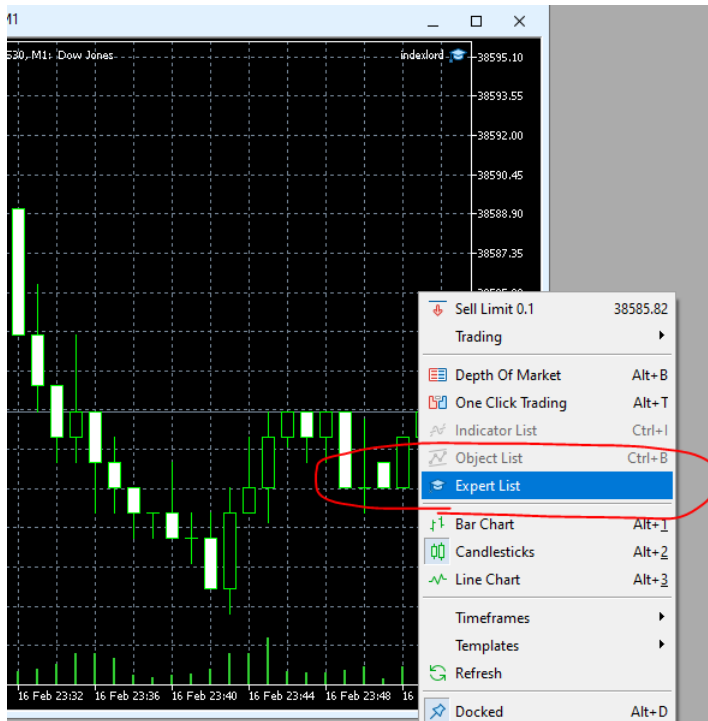 M1
S30, M1: Dow Jones
indexlord
38595.10
38593.55
38592.00
38590.45
38588.90
38587.35
Sell Limit 0.1 38585.82
Trading
Depth Of Market Alt+B
One Click Trading Alt+T
Indicator List Ctrl+I
Object List Ctrl+B
Expert List
Bar Chart Alt+1
Candlesticks Alt+2
Line Chart Alt+3
Timeframes
Templates
Refresh
Docked Alt+D
16 Feb 23:32 16 Feb 23:36 16 Feb 23:40 16 Feb 23:44 16 Feb 23:48 16